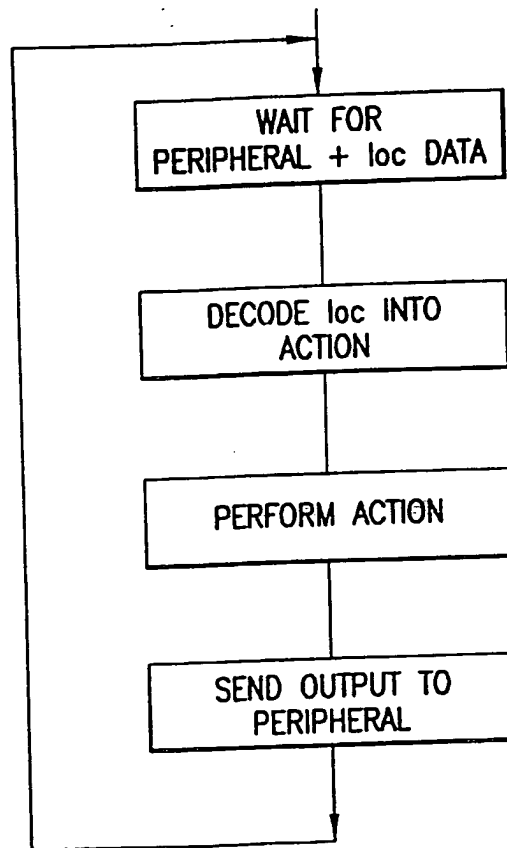 WAIT FOR
PERIPHERAL + loc DATA
DECODE loc INTO
ACTION
PERFORM ACTION
SEND OUTPUT TO
PERIPHERAL